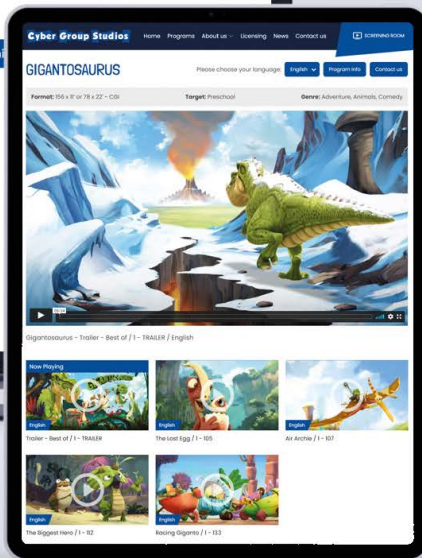 Cyber Group Studios
Home Programs About us Licensing News Contact us
SCREENING ROOM
GIGANTOSAURUS
Please choose your language: English Program Info Contact us
Format: 156 x 11' or 78 x 22' - CGI Target: Preschool Genre: Adventure, Animals, Comedy
Gigantosaurus - Trailer - Best of / 1 - TRAILER / English
Now Playing
English English English
Trailer - Best of / 1 - TRAILER The Lost Egg / 1 - 105 Air Archie / 1 - 107
English English
The Biggest Hero / 1 - 112 Racing Giganto / 1 - 133